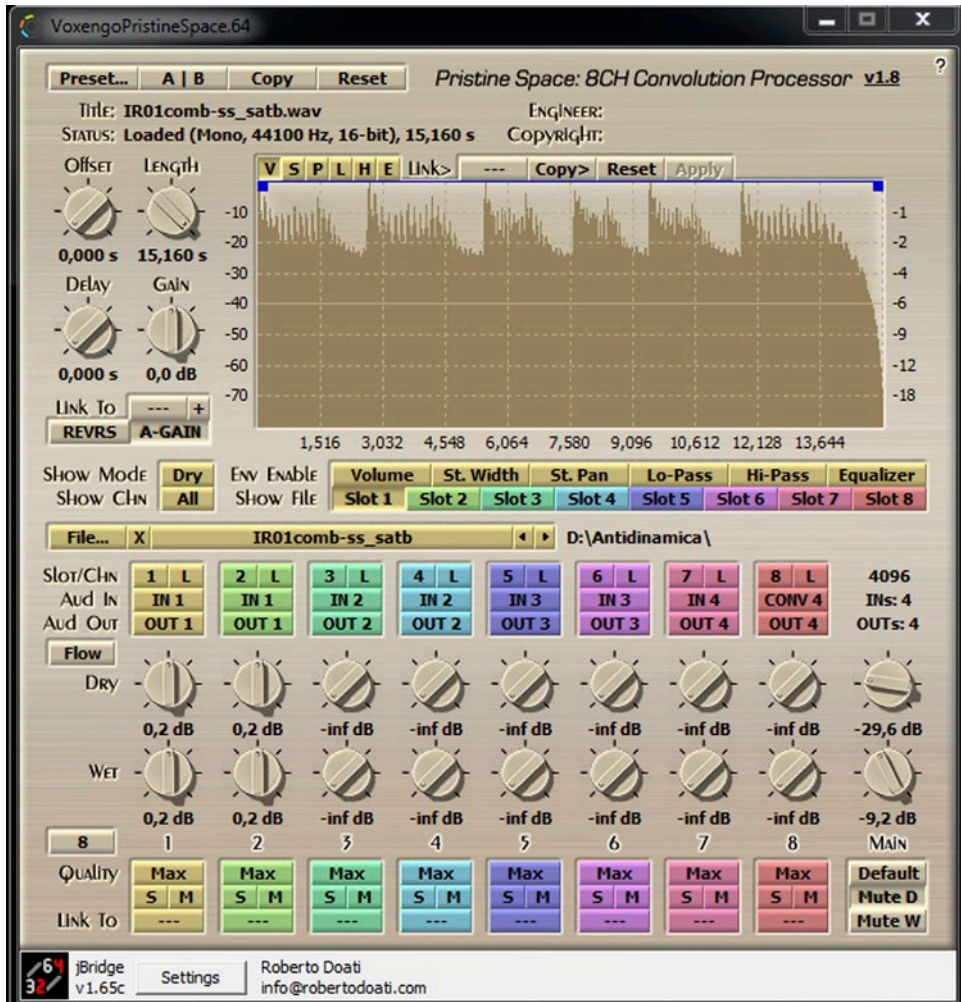 VoxengoPristineSpace.64
?
Preset... A | B Copy Reset Pristine Space: 8CH Convolution Processor v1.8
Title: IR01comb-ss_satb.wav Engineer:
Status: Loaded (Mono, 44100 Hz, 16-bit), 15,160 s Copyright:
Offset Length V S P L H E Link> --- Copy> Reset Apply
-10 -1
0,000 s 15,160 s -20 -2
-30 -4
Delay Gain
-40 -6
-50 -9
-60 -12
0,000 s 0,0 dB
-70 -18
Link To --- +
REVRS A-GAIN
1,516 3,032 4,548 6,064 7,580 9,096 10,612 12,128 13,644
Show Mode Dry Env Enable Volume St. Width St. Pan Lo-Pass Hi-Pass Equalizer
Show Chn All Show File Slot 1 Slot 2 Slot 3 Slot 4 Slot 5 Slot 6 Slot 7 Slot 8
File... X IR01comb-ss_satb D:\Antidinamica\
Slot/Chn 1 L 2 L 3 L 4 L 5 L 6 L 7 L 8 L 4096
Aud In IN 1 IN 1 IN 2 IN 2 IN 3 IN 3 IN 4 CONV 4 INs: 4
Aud Out OUT 1 OUT 1 OUT 2 OUT 2 OUT 3 OUT 3 OUT 4 OUT 4 OUTs: 4
Flow
Dry
0,2 dB 0,2 dB -inf dB -inf dB -inf dB -inf dB -inf dB -inf dB -29,6 dB
Wet
0,2 dB 0,2 dB -inf dB -inf dB -inf dB -inf dB -inf dB -inf dB -9,2 dB
8 1 2 3 4 5 6 7 8 Main
Quality Max Max Max Max Max Max Max Max Default
S M S M S M S M S M S M S M S M Mute D
Link To --- --- --- --- --- --- --- --- Mute W
64 32 jBridge v1.65c Settings Roberto Doati
info@robertodoati.com